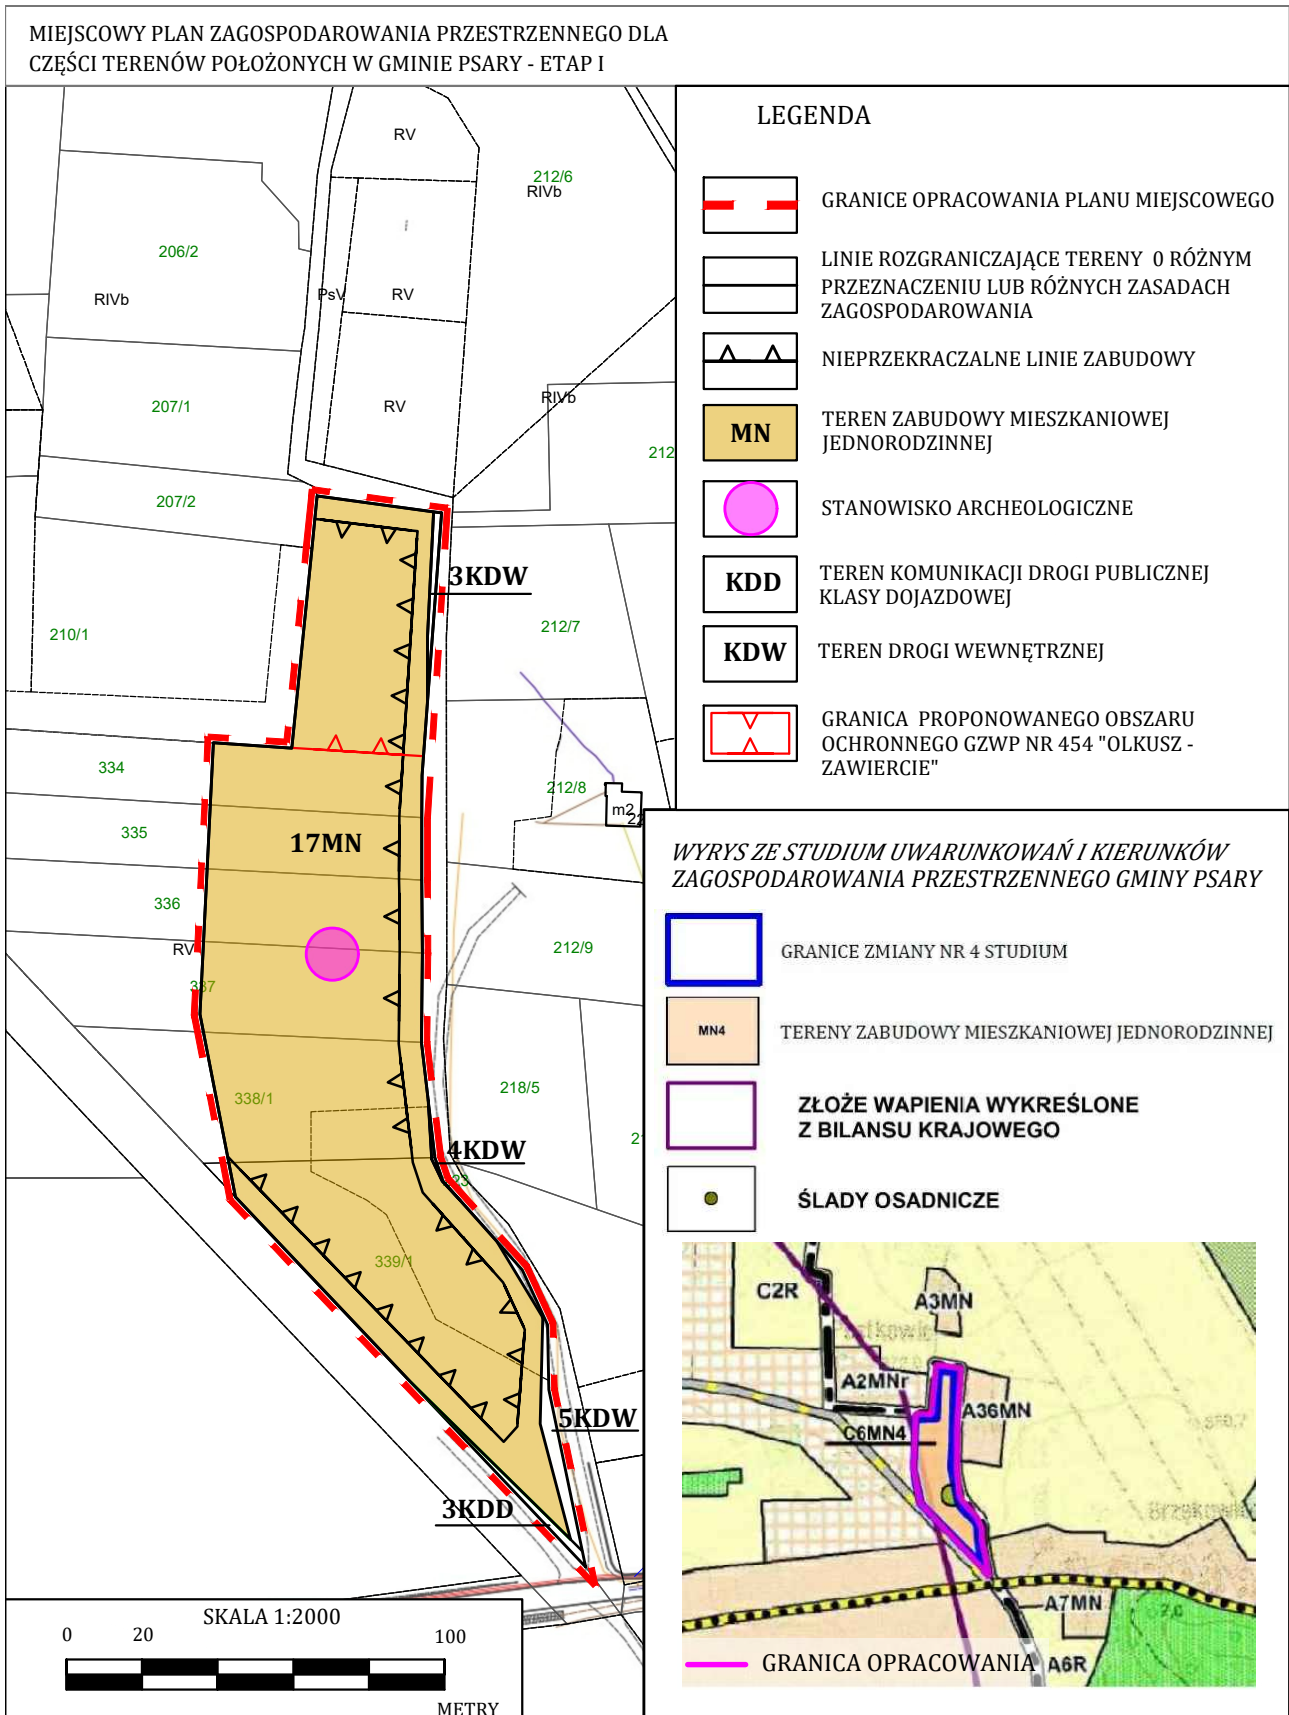 MIEJSCOWY PLAN ZAGOSPODAROWANIA PRZESTRZENNEGO DLA
CZĘŚCI TERENÓW POŁOŻONYCH W GMINIE PSARY - ETAP I
RV
212/6
RIVb
206/2
RIVb
PsV
RV
207/1
RV
RIVb
212
207/2
3KDW
210/1
212/7
334
212/8
m2
22
335
17MN
336
RV
212/9
337
218/5
338/1
21
4KDW
23
339/1
5KDW
3KDD
SKALA 1:2000
0 20 100
METRY
LEGENDA
GRANICE OPRACOWANIA PLANU MIEJSCOWEGO
LINIE ROZGRANICZAJĄCE TERENY 0 RÓŻNYM
PRZEZNACZENIU LUB RÓŻNYCH ZASADACH
ZAGOSPODAROWANIA
NIEPRZEKRACZALNE LINIE ZABUDOWY
MN
TEREN ZABUDOWY MIESZKANIOWEJ
JEDNORODZINNEJ
STANOWISKO ARCHEOLOGICZNE
KDD
TEREN KOMUNIKACJI DROGI PUBLICZNEJ
KLASY DOJAZDOWEJ
KDW
TEREN DROGI WEWNĘTRZNEJ
GRANICA PROPONOWANEGO OBSZARU
OCHRONNEGO GZWP NR 454 "OLKUSZ -
ZAWIERCIE"
WYRYS ZE STUDIUM UWARUNKOWAŃ I KIERUNKÓW
ZAGOSPODAROWANIA PRZESTRZENNEGO GMINY PSARY
GRANICE ZMIANY NR 4 STUDIUM
MN4
TERENY ZABUDOWY MIESZKANIOWEJ JEDNORODZINNEJ
ZŁOŻE WAPIENIA WYKREŚLONE
Z BILANSU KRAJOWEGO
ŚLADY OSADNICZE
C2R
A3MN
A2MNr
A36MN
C6MN4
A7MN
A6R
GRANICA OPRACOWANIA